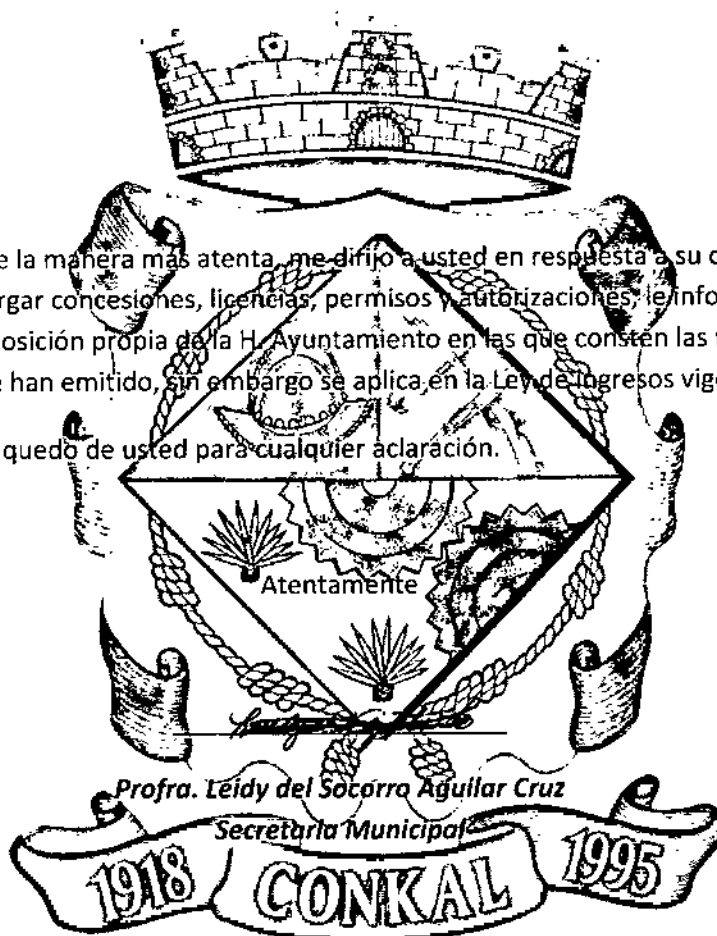 e la manera más atenta, me dirijo a usted en respuesta a su
rgar concesiones, licencias, permisos y autorizaciones, le info
osición propia de la H. Ayuntamiento en las que consten las
e han emitido, sin embargo se aplica en la Ley de Ingresos vig
quedo de usted para cualquier aclaración.
Atentamente
Profra. Leidy del Socorro Aguilar Cruz
Secretaria Municipal
1918 CONKAL 1995